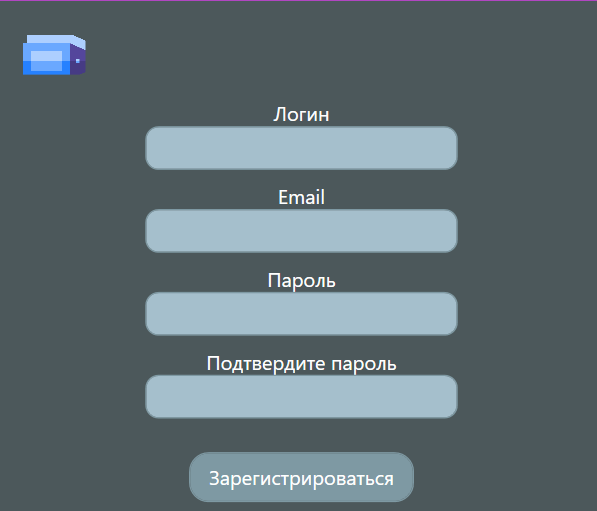 Логин
Email
Пароль
Подтвердите пароль
Зарегистрироваться